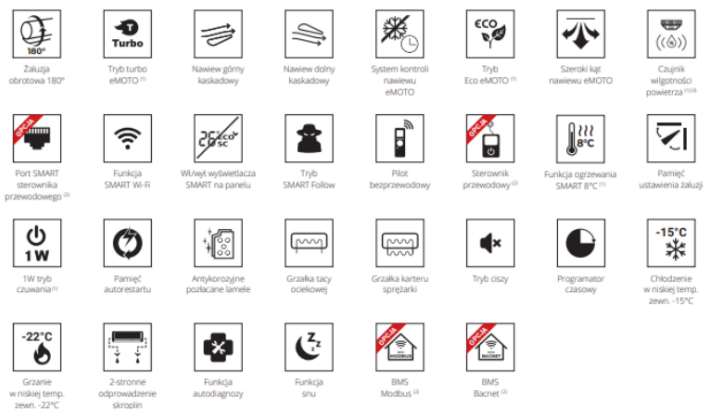 180°
Żaluzja
obrotowa 180°
Turbo
Tryb turbo
eMOTO (1)
Nawiew górny
kaskadowy
Nawiew dolny
kaskadowy
System kontroli
nawiewu
eMOTO
ECO
Tryb
Eco eMOTO (1)
Szeroki kąt
nawiewu eMOTO
Czujnik
wilgotności
powietrza
OPCJA
Port SMART
sterownika
przewodowego (2)
Funkcja
SMART Wi-Fi
eco
SC
Wł/wył wyświetlacza
SMART na panelu
Tryb
SMART Follow
Pilot
bezprzewodowy
OPCJA
Sterownik
przewodowy (2)
8°C
Funkcja ogrzewania
SMART 8°C (1)
Pamięć
ustawienia żaluzji
1W
1W tryb
czuwania (1)
Pamięć
autorestartu
Antykorozyjne
pozłacane lamele
Grzałka tacy
ociekowej
Grzałka karteru
sprężarki
Tryb ciszy
Programator
czasowy
-15°C
Chłodzenie
w niskiej temp.
zewn. -15°C
-22°C
Grzanie
w niskiej temp.
zewn. -22°C
2-stronne
odprowadzenie
skroplin
Funkcja
autodiagnozy
Zzz
Funkcja
snu
OPCJA
MODBUS
BMS
Modbus (2)
OPCJA
BACNET
BMS
Bacnet (2)